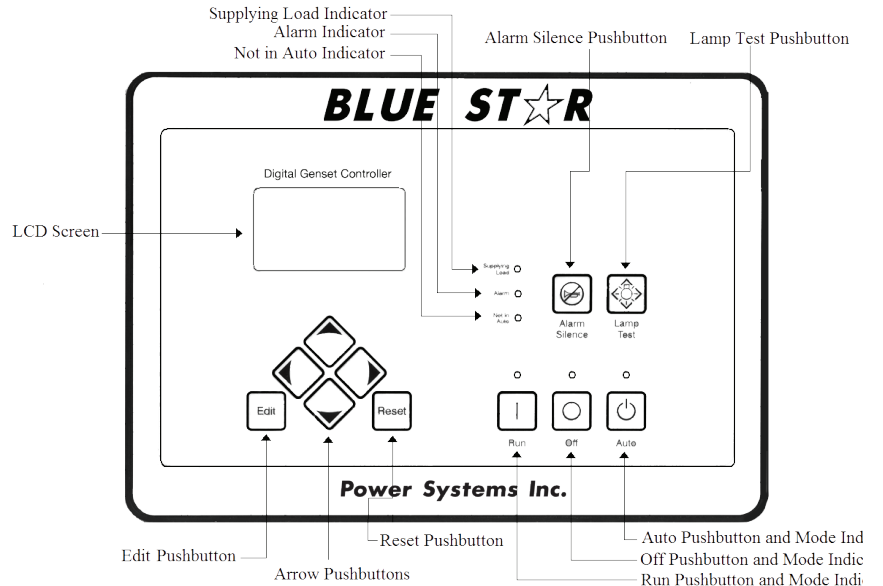 Supplying Load Indicator
Alarm Indicator
Not in Auto Indicator
Alarm Silence Pushbutton
Lamp Test Pushbutton
BLUE ST☆R
Digital Genset Controller
LCD Screen
Supplying
Load
Alarm
Not in
Auto
Alarm
Silence
Lamp
Test
Edit
Reset
Run
Off
Auto
Power Systems Inc.
Edit Pushbutton
Arrow Pushbuttons
Reset Pushbutton
Auto Pushbutton and Mode Ind
Off Pushbutton and Mode Indic
Run Pushbutton and Mode Indi